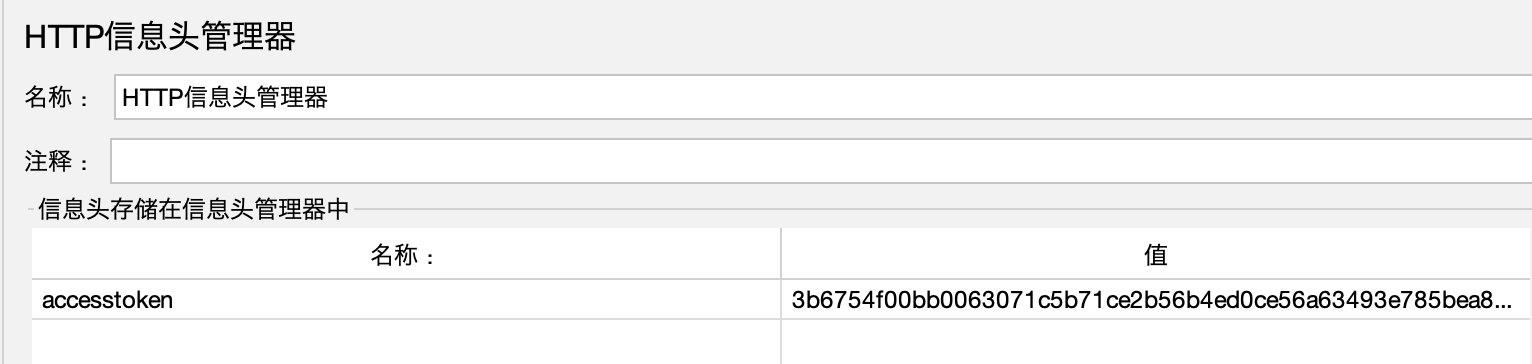 HTTP信息头管理器
名称： HTTP信息头管理器
注释：
信息头存储在信息头管理器中
名称： 值
accesstoken 3b6754f00bb0063071c5b71ce2b56b4ed0ce56a63493e785bea8...